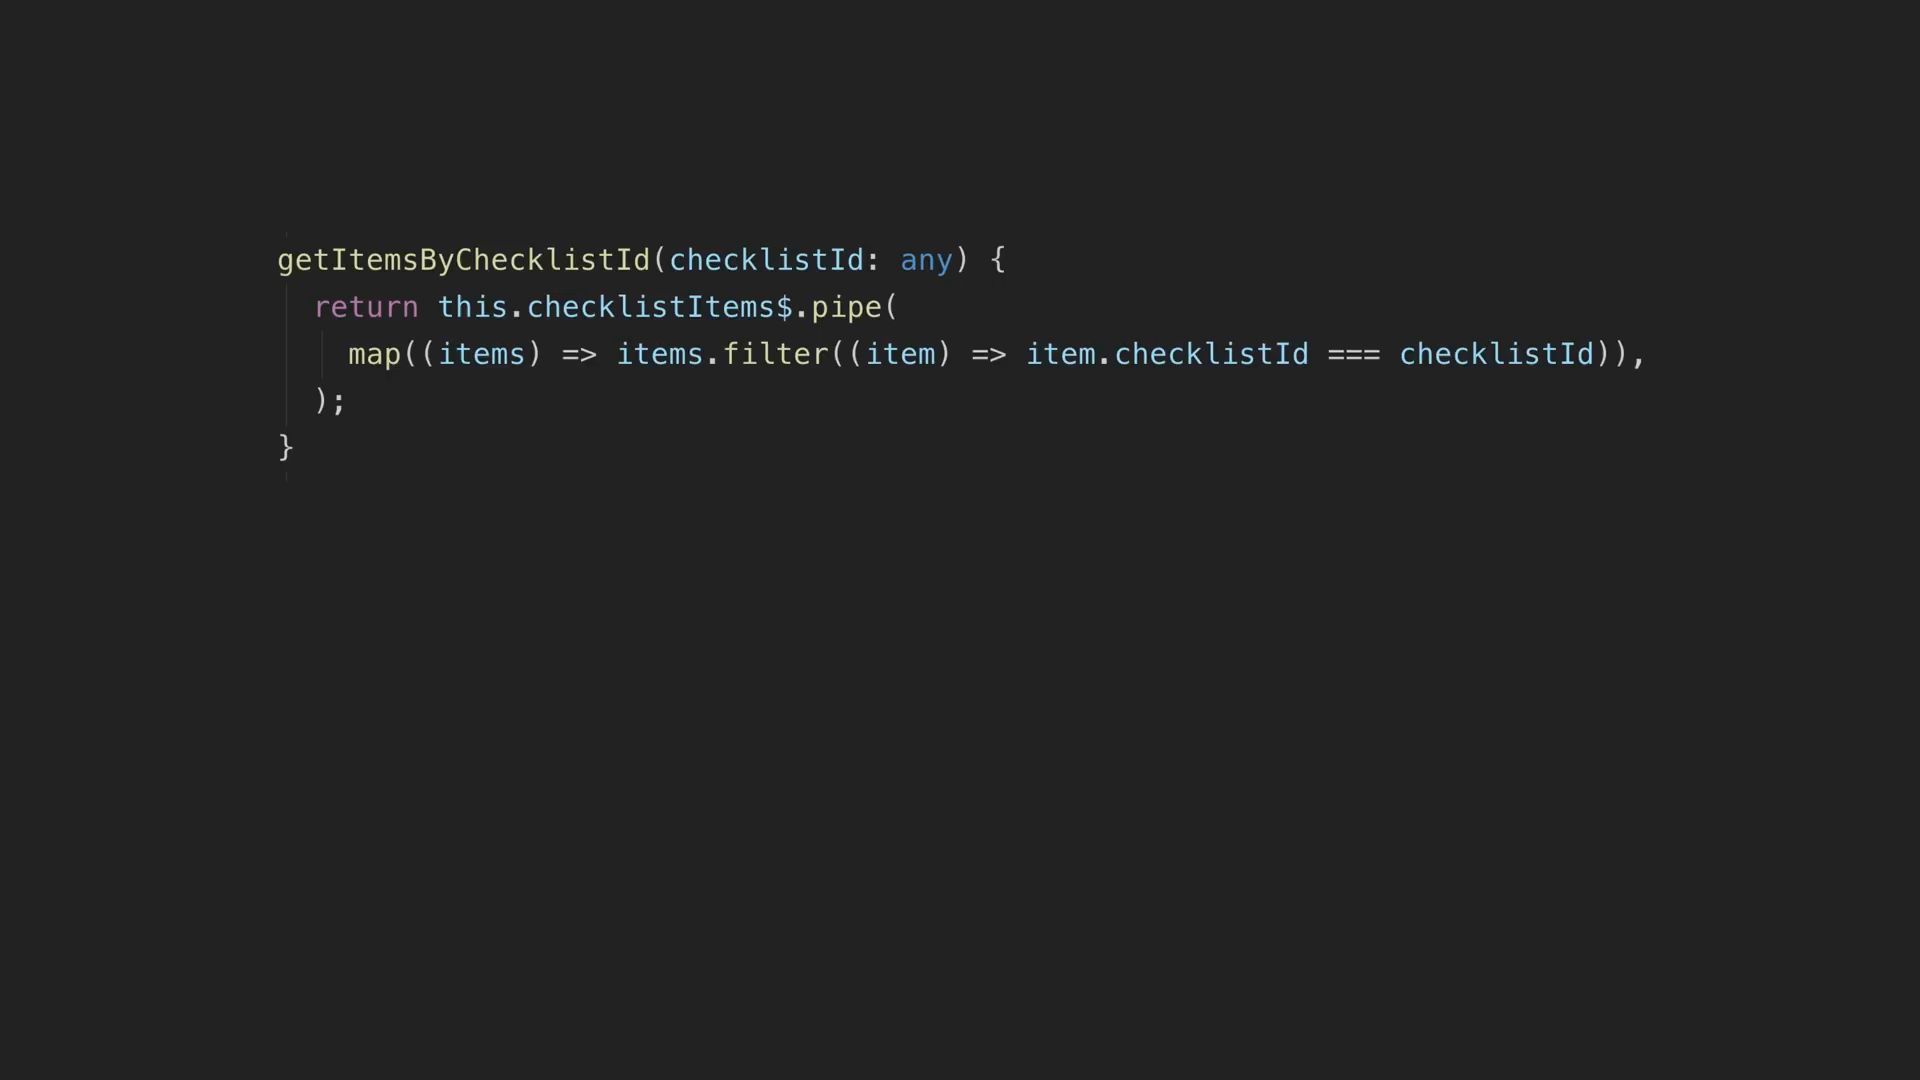 getItemsByChecklistId(checklistId: any) {
return this.checklistItems$.pipe(
map((items) => items.filter((item) => item.checklistId === checklistId)),
);
}